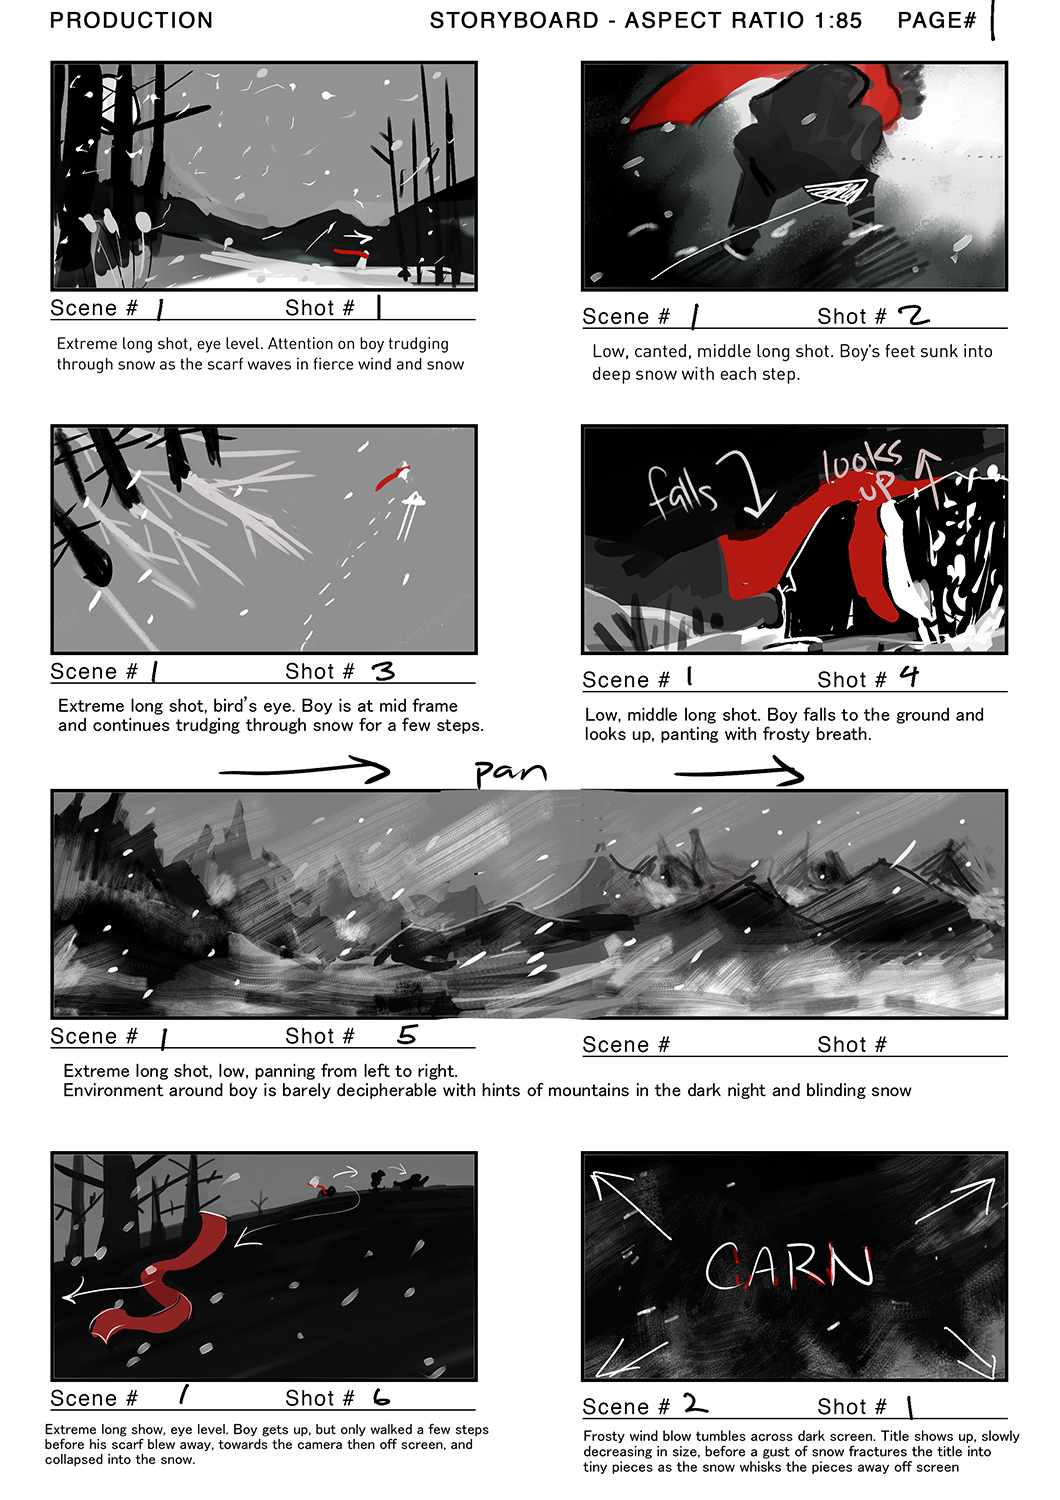 PRODUCTION STORYBOARD - ASPECT RATIO 1:85 PAGE# 1
Scene # 1 Shot # 1
Extreme long shot, eye level. Attention on boy trudging
through snow as the scarf waves in fierce wind and snow
Scene # 1 Shot # 2
Low, canted, middle long shot. Boy's feet sunk into
deep snow with each step.
Scene # 1 Shot # 3
Extreme long shot, bird's eye. Boy is at mid frame
and continues trudging through snow for a few steps.
falls
looks
up
Scene # 1 Shot # 4
Low, middle long shot. Boy falls to the ground and
looks up, panting with frosty breath.
pan
Scene # 1 Shot # 5
Scene # Shot #
Extreme long shot, low, panning from left to right.
Environment around boy is barely decipherable with hints of mountains in the dark night and blinding snow
Scene # 1 Shot # 6
Extreme long show, eye level. Boy gets up, but only walked a few steps
before his scarf blew away, towards the camera then off screen, and
collapsed into the snow.
CARN
Scene # 2 Shot # 1
Frosty wind blow tumbles across dark screen. Title shows up, slowly
decreasing in size, before a gust of snow fractures the title into
tiny pieces as the snow whisks the pieces away off screen